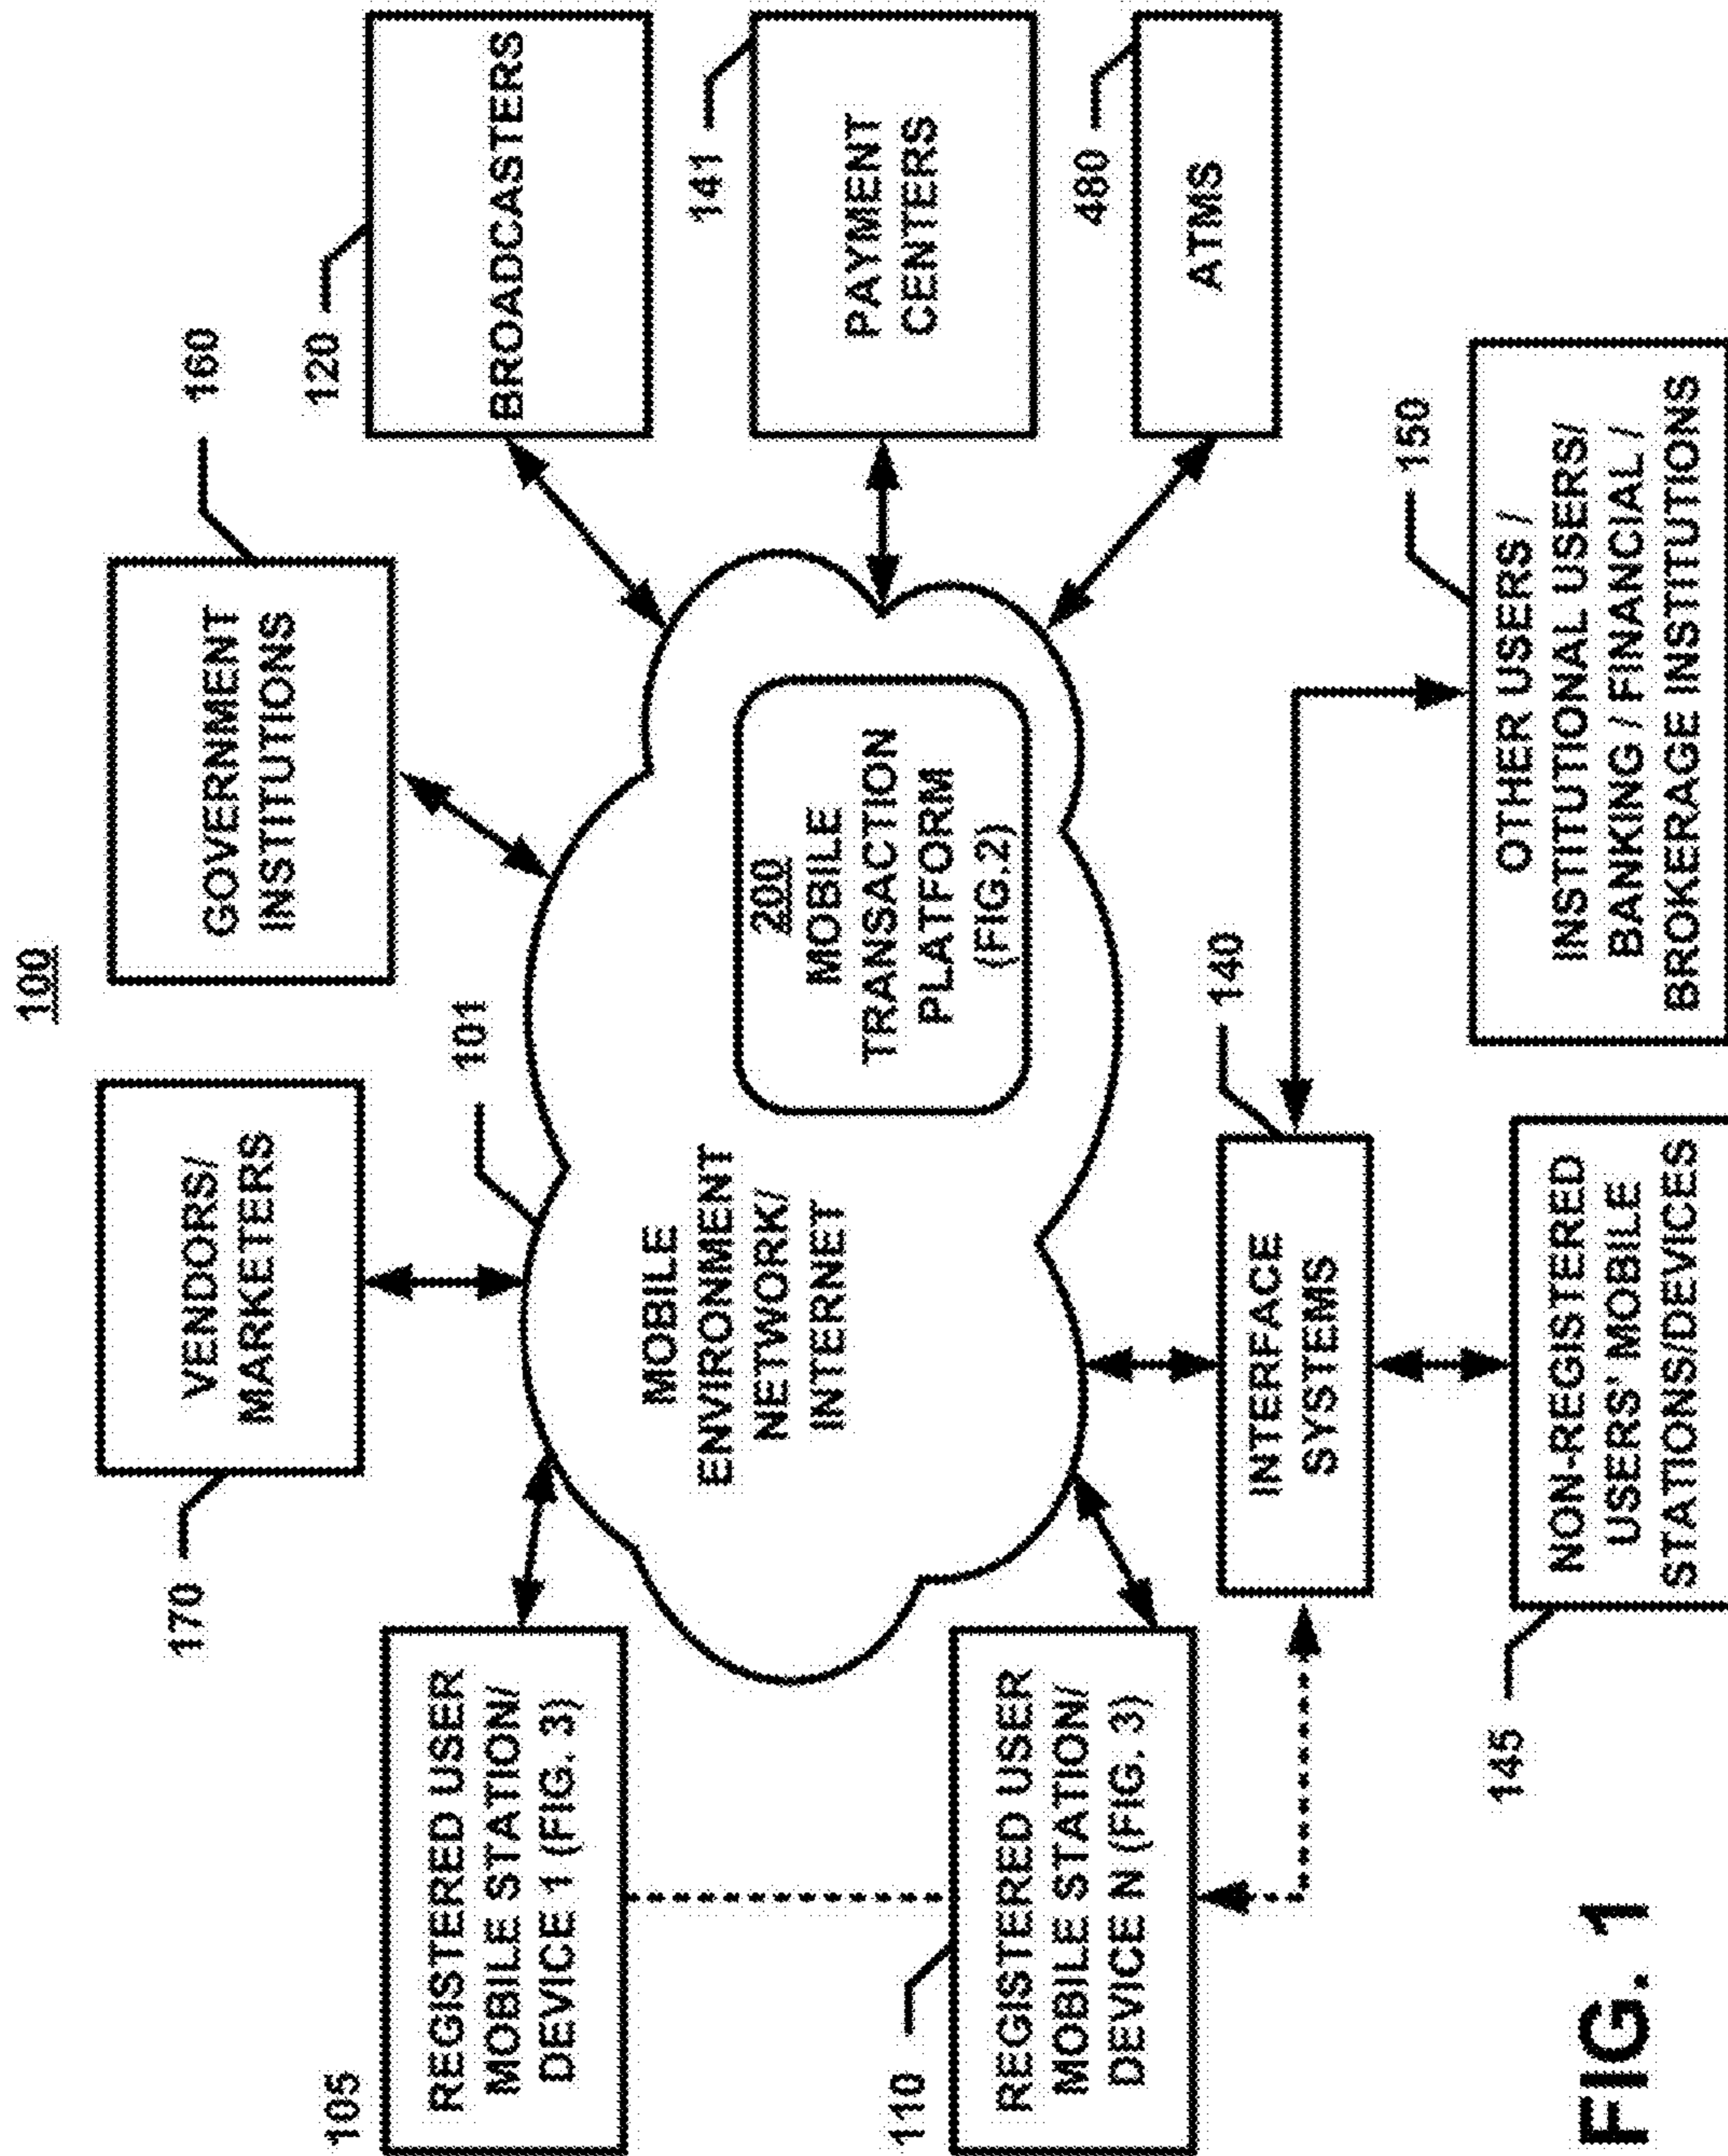 100
170
VENDORS/
MARKETERS
GOVERNMENT
INSTITUTIONS
160
120
BROADCASTERS
101
105
REGISTERED USER
MOBILE STATION/
DEVICE 1 (FIG. 3)
MOBILE
ENVIRONMENT
NETWORK/
INTERNET
200
MOBILE
TRANSACTION
PLATFORM
(FIG.2)
141
PAYMENT
CENTERS
110
REGISTERED USER
MOBILE STATION/
DEVICE N (FIG. 3)
480
ATMS
140
INTERFACE
SYSTEMS
150
OTHER USERS /
INSTITUTIONAL USERS/
BANKING / FINANCIAL /
BROKERAGE INSTITUTIONS
145
NON-REGISTERED
USERS' MOBILE
STATIONS/DEVICES
FIG. 1